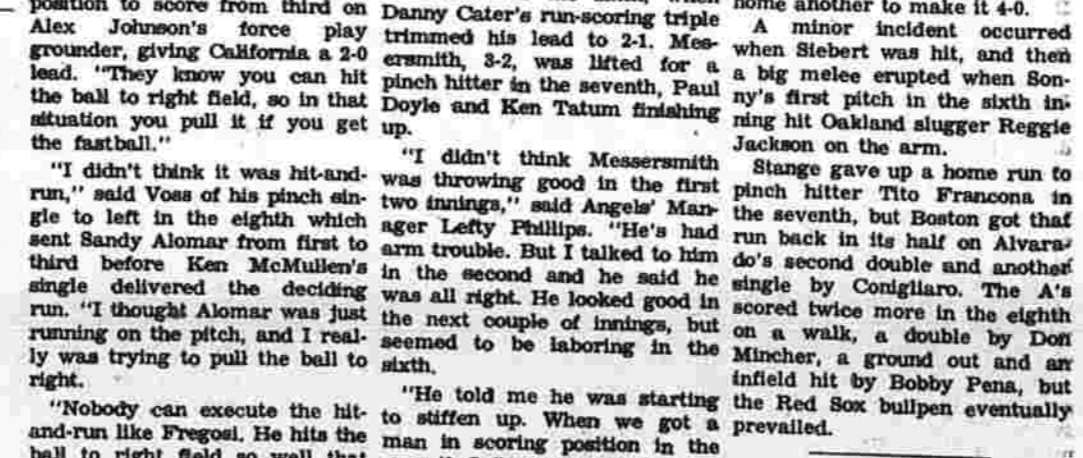 position to score from third on
Alex Johnson's force play
grounder, giving California a 2-0
lead. "They know you can hit
the ball to right field, so in that
situation you pull it if you get
the fastball."
"I didn't think it was hit-and-
run," said Voss of his pinch sin-
gle to left in the eighth which
sent Sandy Alomar from first to
third before Ken McMullen's
single delivered the deciding
run. "I thought Alomar was just
running on the pitch, and I real-
ly was trying to pull the ball to
right.
"Nobody can execute the hit-
and-run like Fregosi. He hits the
ball to right field so well that
Danny Cater's run-scoring triple
trimmed his lead to 2-1. Mes-
ersmith, 3-2, was lifted for a
pinch hitter in the seventh, Paul
Doyle and Ken Tatum finishing
up.
"I didn't think Messersmith
was throwing good in the first
two innings," said Angels' Man-
ager Lefty Phillips. "He's had
arm trouble. But I talked to him
in the second and he said he
was all right. He looked good in
the next couple of innings, but
seemed to be laboring in the
sixth.
"He told me he was starting
to stiffen up. When we got a
man in scoring position in the
home another to make it 4-0.
A minor incident occurred
when Siebert was hit, and then
a big melee erupted when Son-
ny's first pitch in the sixth in-
ning hit Oakland slugger Reggie
Jackson on the arm.
Stange gave up a home run to
pinch hitter Tito Francona in
the seventh, but Boston got that
run back in its half on Alvara-
do's second double and another
single by Conigliaro. The A's
scored twice more in the eighth
on a walk, a double by Don
Mincher, a ground out and an
infield hit by Bobby Pena, but
the Red Sox bullpen eventually
prevailed.